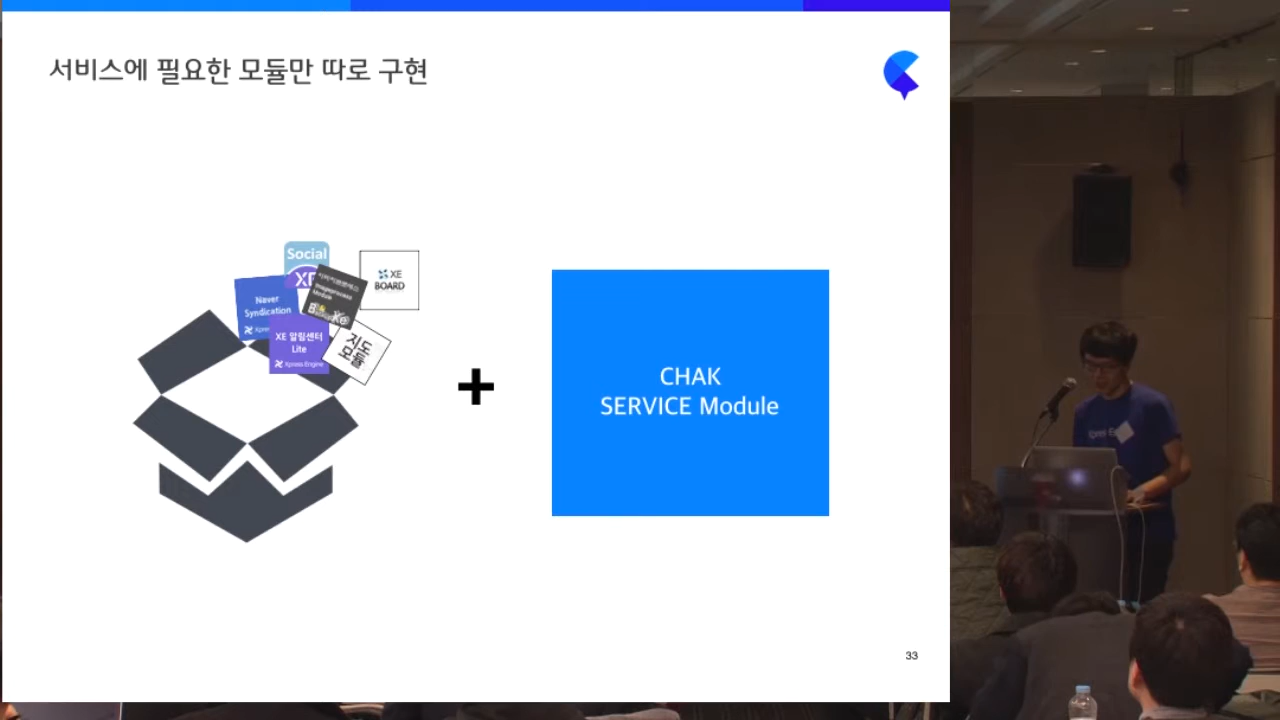 서비스에 필요한 모듈만 따로 구현
Social
XE
XE
BOARD
Naver
Syndication
Module
XE 알림센터
Lite
Xpress Engine
지도
모듈
CHAK
SERVICE Module
33